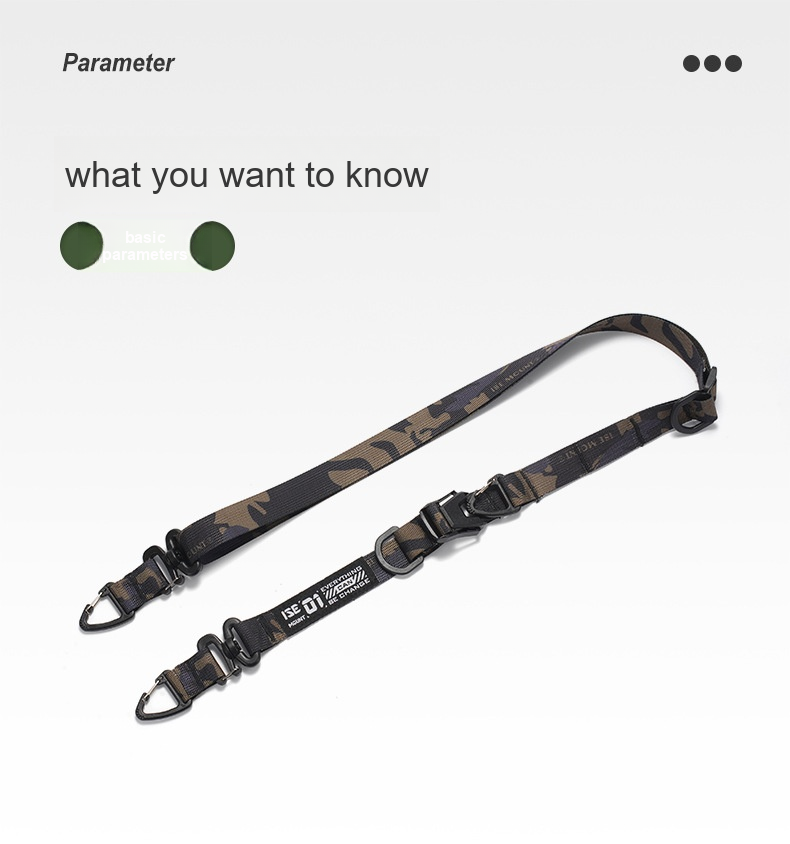 Parameter
what you want to know
basic
parameters
ISE MOUNT
ISE MOUNT
ISE
MOUNT
01
EVERYTHING
CAN
BE CHANGE